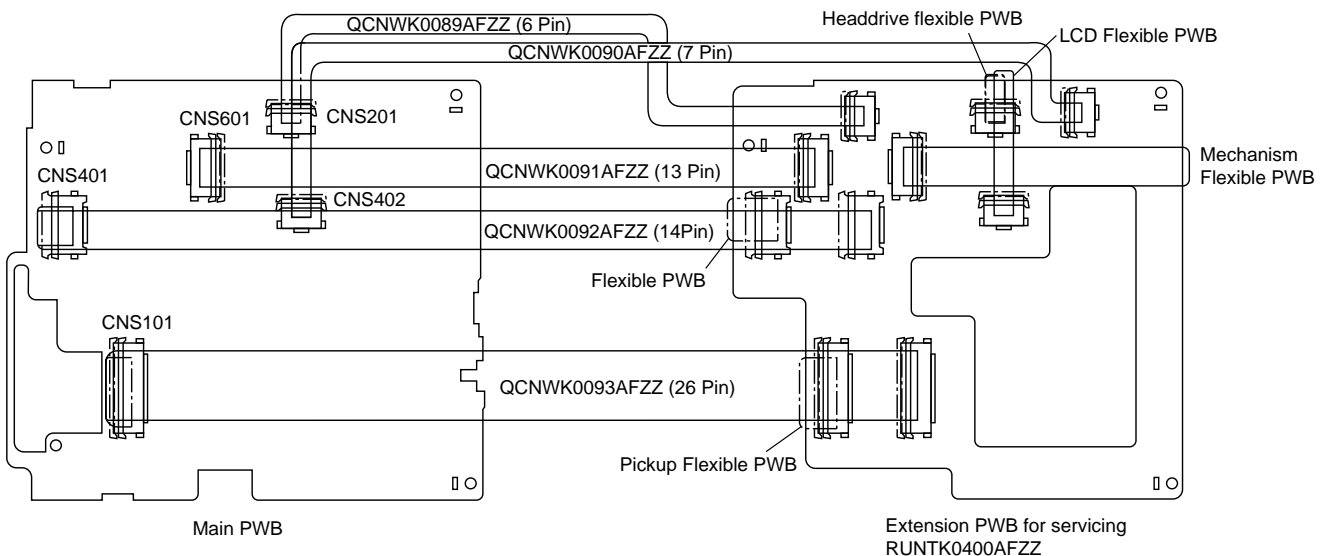 QCNWK0089AFZZ (6 Pin)
Headdrive flexible PWB
LCD Flexible PWB
QCNWK0090AFZZ (7 Pin)
CNS601
CNS201
CNS401
QCNWK0091AFZZ (13 Pin)
Mechanism
Flexible PWB
CNS402
QCNWK0092AFZZ (14Pin)
Flexible PWB
CNS101
QCNWK0093AFZZ (26 Pin)
Pickup Flexible PWB
Main PWB
Extension PWB for servicing
RUNTK0400AFZZ